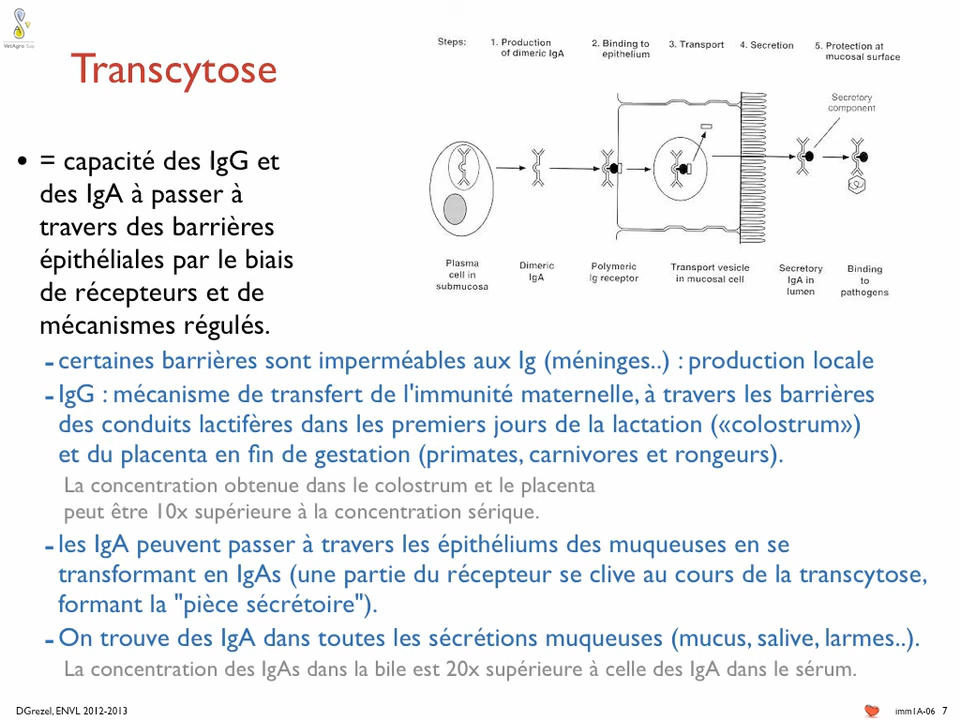 VetAgro Sup
Transcytose
Steps: 1. Production of dimeric IgA
2. Binding to epithelium
3. Transport
4. Secretion
5. Protection at mucosal surface
Secretory component
Plasma cell in submucosa
Dimeric IgA
Polymeric Ig receptor
Transport vesicle in mucosal cell
Secretory IgA in lumen
Binding to pathogens
• = capacité des IgG et
des IgA à passer à
travers des barrières
épithéliales par le biais
de récepteurs et de
mécanismes régulés.
- certaines barrières sont imperméables aux Ig (méninges..) : production locale
- IgG : mécanisme de transfert de l'immunité maternelle, à travers les barrières
des conduits lactifères dans les premiers jours de la lactation («colostrum»)
et du placenta en fin de gestation (primates, carnivores et rongeurs).
La concentration obtenue dans le colostrum et le placenta
peut être 10x supérieure à la concentration sérique.
- les IgA peuvent passer à travers les épithéliums des muqueuses en se
transformant en IgAs (une partie du récepteur se clive au cours de la transcytose,
formant la "pièce sécrétoire").
- On trouve des IgA dans toutes les sécrétions muqueuses (mucus, salive, larmes..).
La concentration des IgAs dans la bile est 20x supérieure à celle des IgA dans le sérum.
DGrezel, ENVL 2012-2013
imm1A-06 7